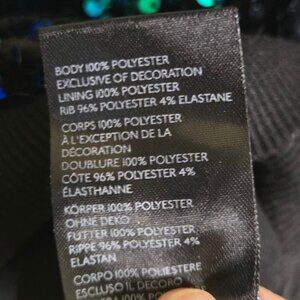 BODY 100% POLYESTER
EXCLUSIVE OF DECORATION
LINING 100% POLYESTER
RIB 96% POLYESTER 4% ELASTANE
CORPS 100% POLYESTER
À L'EXCEPTION DE LA
DÉCORATION
DOUBLURE 100% POLYESTER
CÔTE 96% POLYESTER 4%
ÉLASTHANNE
KÖRPER 100% POLYESTER
OHNE DEKO
FUTTER 100% POLYESTER
RIPPE 96% POLYESTER 4%
ELASTAN
CORPO 100% POLIESTERE
ESCLUSO IL DECORO